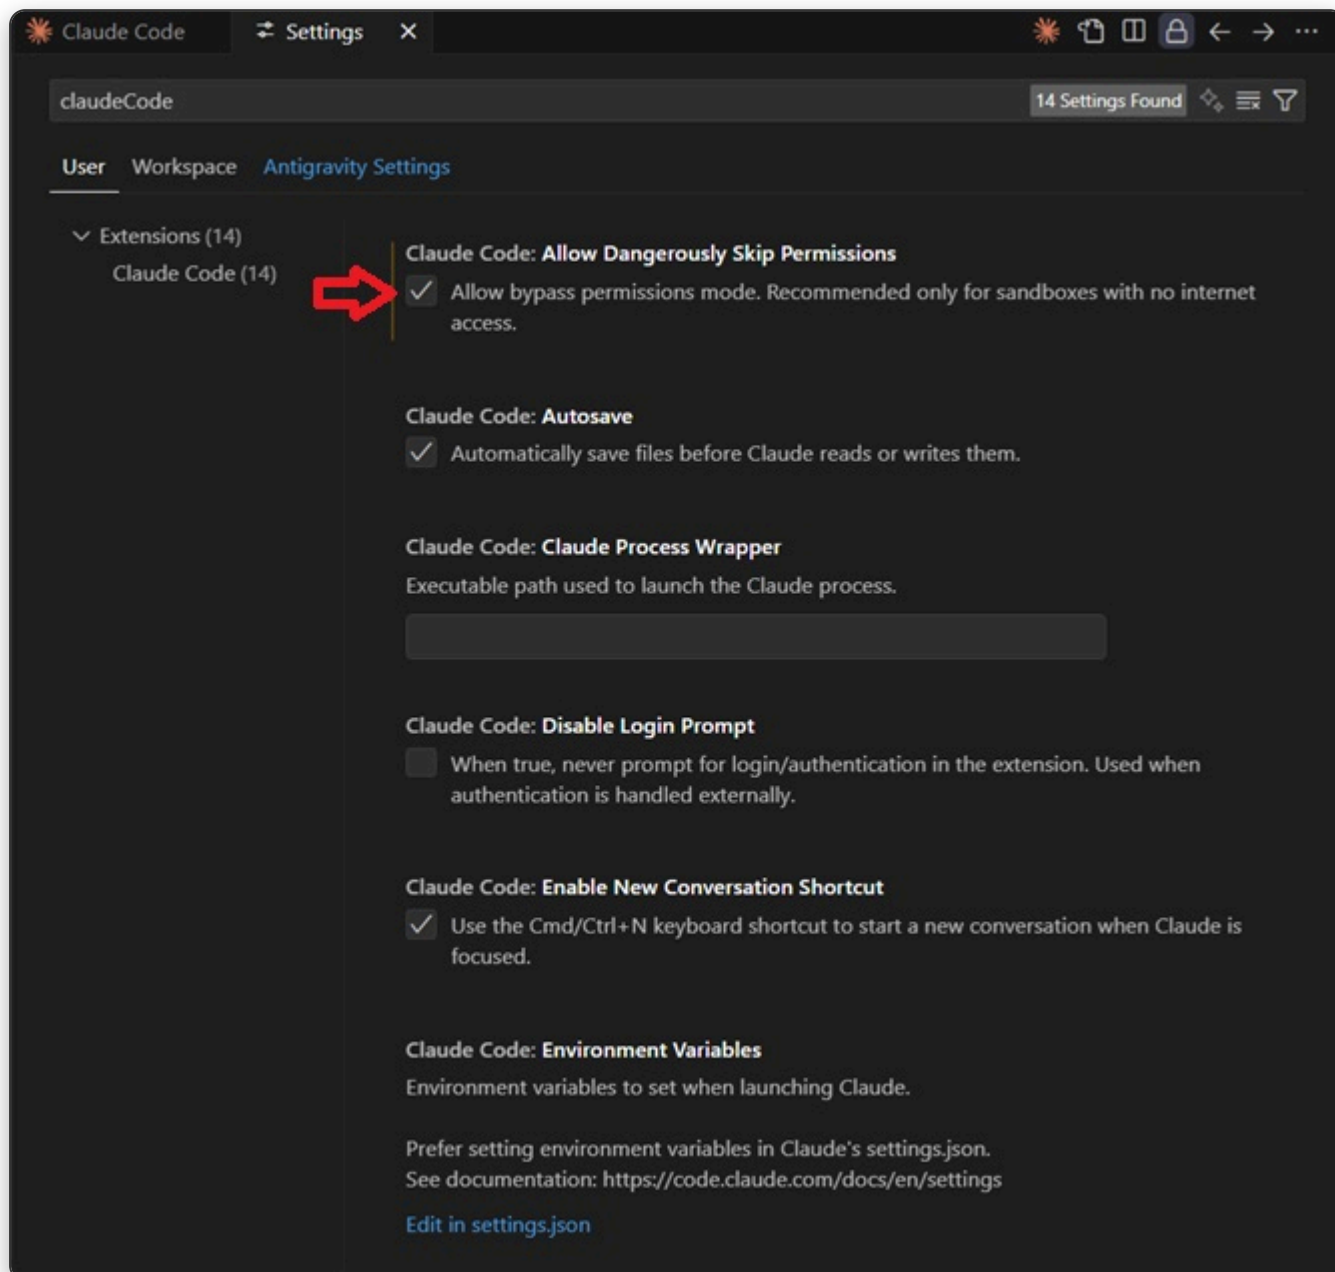 Claude Code
Settings
claudeCode
14 Settings Found
User Workspace Antigravity Settings
Extensions (14)
Claude Code (14)
Claude Code: Allow Dangerously Skip Permissions
Allow bypass permissions mode. Recommended only for sandboxes with no internet
access.
Claude Code: Autosave
Automatically save files before Claude reads or writes them.
Claude Code: Claude Process Wrapper
Executable path used to launch the Claude process.
Claude Code: Disable Login Prompt
When true, never prompt for login/authentication in the extension. Used when
authentication is handled externally.
Claude Code: Enable New Conversation Shortcut
Use the Cmd/Ctrl+N keyboard shortcut to start a new conversation when Claude is
focused.
Claude Code: Environment Variables
Environment variables to set when launching Claude.
Prefer setting environment variables in Claude's settings.json.
See documentation: https://code.claude.com/docs/en/settings
Edit in settings.json